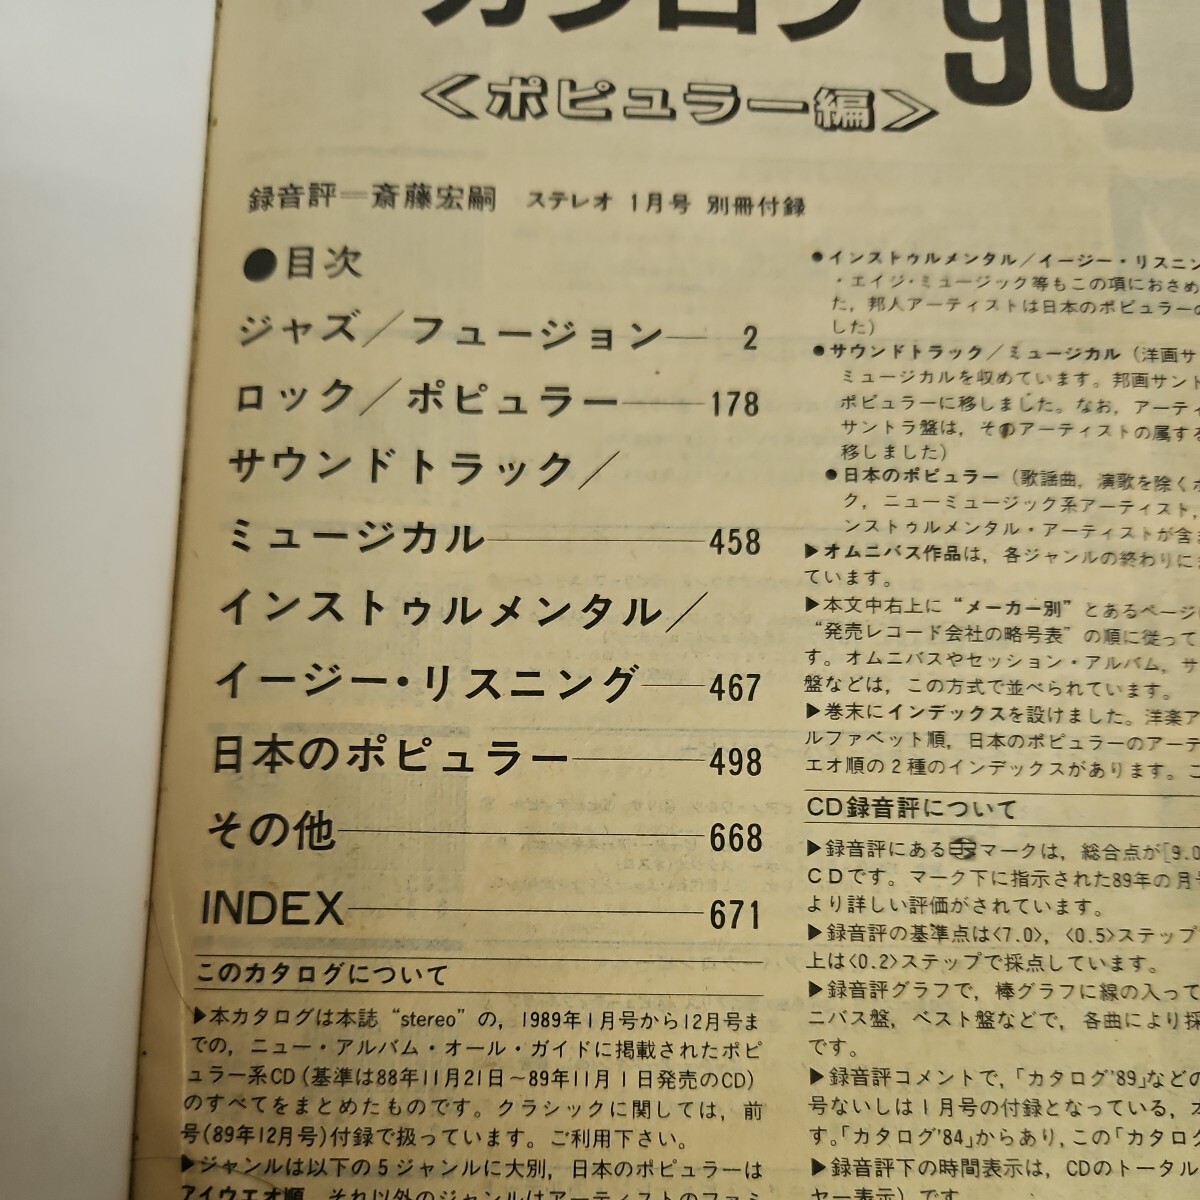 カタログ'90
〈ポピュラー編〉
録音評＝斎藤宏嗣 ステレオ 1月号 別冊付録
●目次
ジャズ／フュージョン―― 2
ロック／ポピュラー――178
サウンドトラック／
ミュージカル――458
インストゥルメンタル／
イージー・リスニング――467
日本のポピュラー――498
その他――668
INDEX――671
このカタログについて
▶本カタログは本誌“stereo”の，1989年1月号から12月号ま
での，ニュー・アルバム・オール・ガイドに掲載されたポピ
ュラー系CD(基準は88年11月21日～89年11月1日発売のCD)
のすべてをまとめたものです。クラシックに関しては，前
号(89年12月号)付録で扱っています。ご利用下さい。
▶ジャンルは以下の5ジャンルに大別，日本のポピュラーは
アイウエオ順，それ以外のジャンルはアーティストのファミ
●インストゥルメンタル／イージー・リスニン
・エイジ・ミュージック等もこの項におさめ
た，邦人アーティストは日本のポピュラーの
した）
●サウンドトラック／ミュージカル（洋画サ
ミュージカルを収めています。邦画サント
ポピュラーに移しました。なお，アーティ
サントラ盤は，そのアーティストの属する
移しました）
●日本のポピュラー（歌謡曲，演歌を除くポ
ク，ニューミュージック系アーティスト，
ンストゥルメンタル・アーティストが含ま
▶オムニバス作品は，各ジャンルの終わりに
ています。
▶本文中右上に“メーカー別”とあるページ
“発売レコード会社の略号表”の順に従って
す。オムニバスやセッション・アルバム，サ
盤などは，この方式で並べられています。
▶巻末にインデックスを設けました。洋楽ア
ルファベット順，日本のポピュラーのアーテ
エオ順の2種のインデックスがあります。こ
CD録音評について
▶録音評にあるマークは，総合点が[9.0
CDです。マーク下に指示された89年の月号
より詳しい評価がされています。
▶録音評の基準点は〈7.0〉，〈0.5〉ステップ
上は〈0.2〉ステップで採点しています。
▶録音評グラフで，棒グラフに線の入って
ニバス盤，ベスト盤などで，各曲により採
です。
▶録音評コメントで，「カタログ'89」などの
号ないしは1月号の付録となっている，本
す。「カタログ'84」からあり，この「カタログ
▶録音評下の時間表示は，CDのトータル
ヤー表示）です。